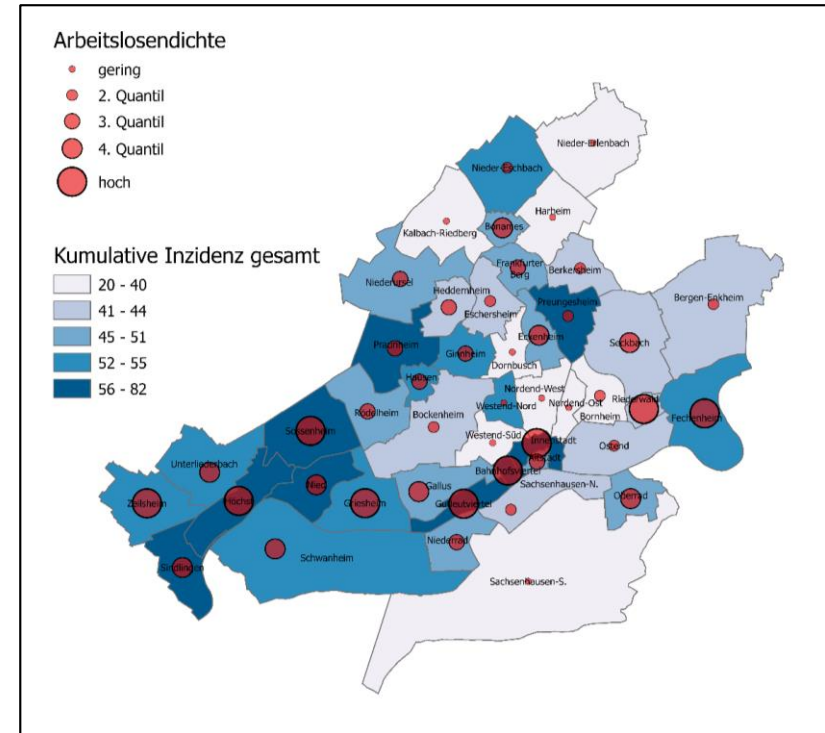 Arbeitslosendichte
gering
2. Quantil
3. Quantil
4. Quantil
hoch
Kumulative Inzidenz gesamt
20 - 40
41 - 44
45 - 51
52 - 55
56 - 82
Nieder-Erlenbach
Nieder-Eschbach
Harheim
Kalbach-Riedberg
Bonames
Frankfurter
Berg
Berkersheim
Niederursel
Heddernheim
Eschersheim
Preungesheim
Bergen-Enkheim
Praunheim
Ginnheim
Eckenheim
Seckbach
Dornbusch
Hausen
Nordend-West
Westend-Nord
Nordend-Ost
Bornheim
Riederwald
Fechenheim
Rödelheim
Bockenheim
Sossenheim
Westend-Süd
Innenstadt
Ostend
Altstadt
Unterliederbach
Bahnhofsviertel
Sachsenhausen-N.
Nied
Gallus
Zeilsheim
Höchst
Griesheim
Gutleutviertel
Oberrad
Niederrad
Schwanheim
Sindlingen
Sachsenhausen-S.